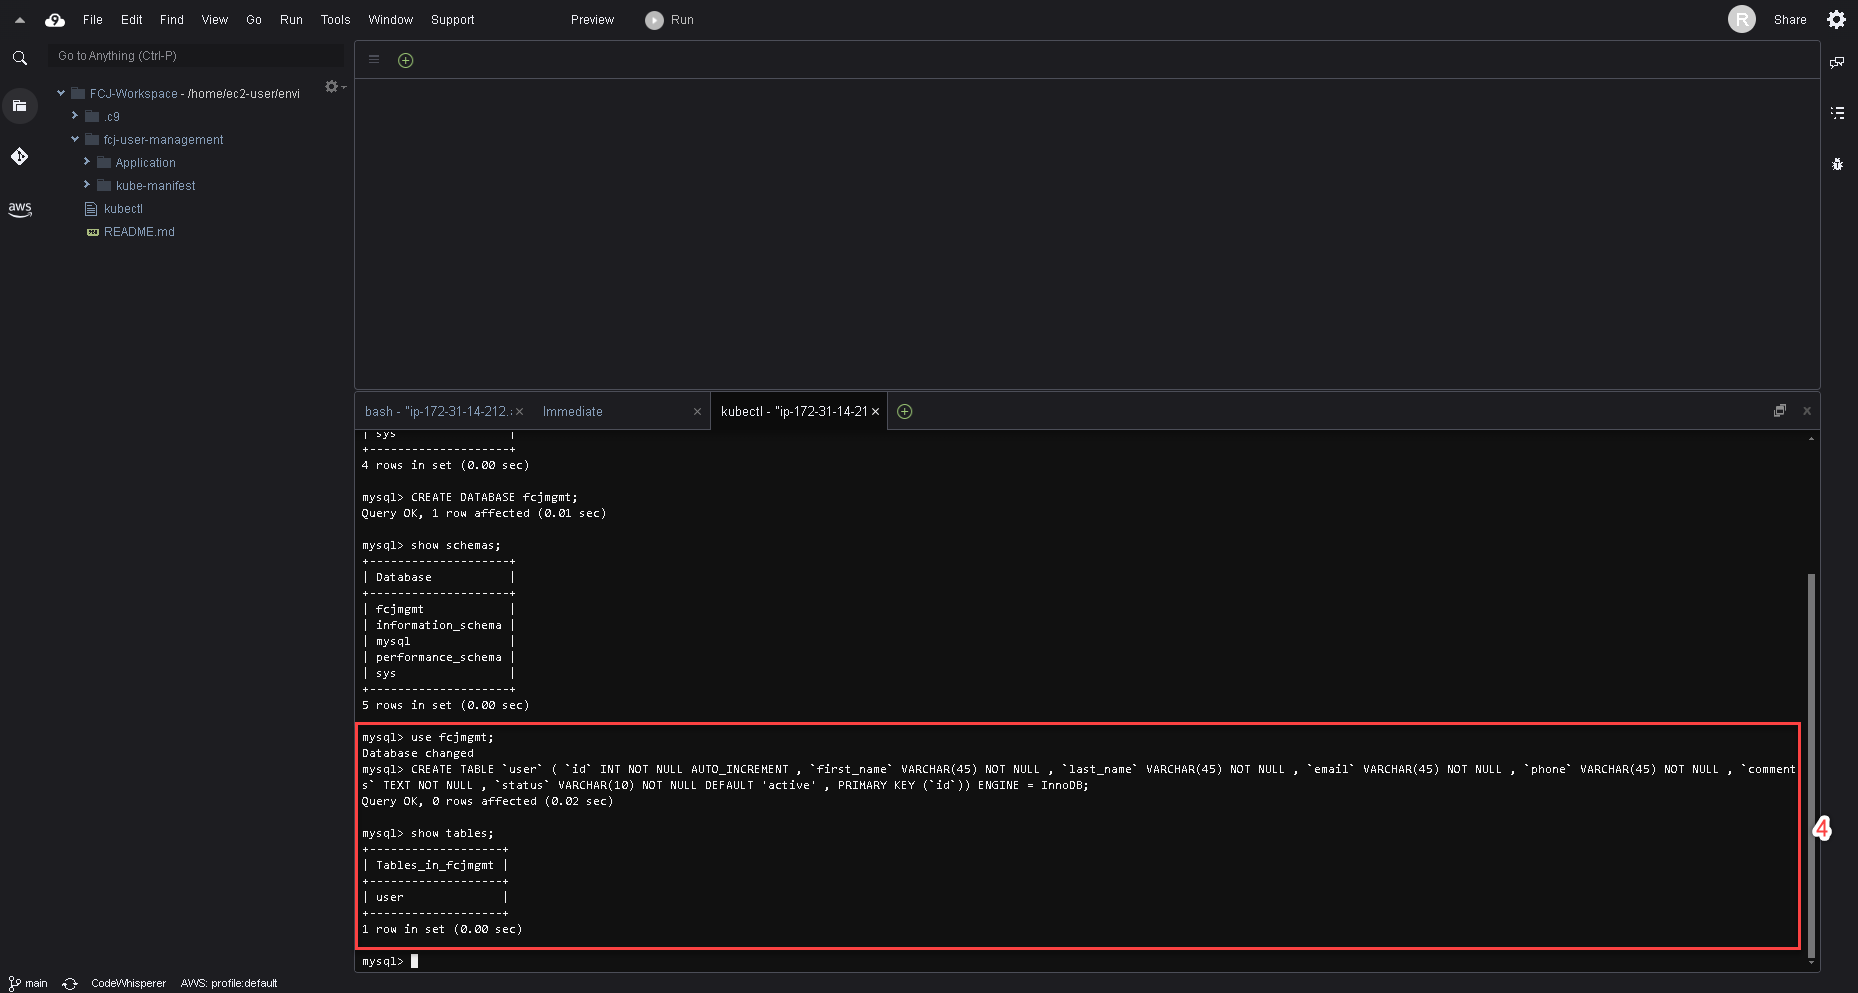 9 File Edit Find View Go Run Tools Window Support Preview Run R Share
Go to Anything (Ctrl-P)
FCJ-Workspace - /home/ec2-user/envi
.c9
fcj-user-management
Application
kube-manifest
kubectl
README.md
aws
bash - "ip-172-31-14-212. × Immediate × kubectl - "ip-172-31-14-21 ×
| sys                |
+--------------------+
4 rows in set (0.00 sec)
mysql> CREATE DATABASE fcjmgmt;
Query OK, 1 row affected (0.01 sec)
mysql> show schemas;
+--------------------+
| Database           |
+--------------------+
| fcjmgmt            |
| information_schema |
| mysql              |
| performance_schema |
| sys                |
+--------------------+
5 rows in set (0.00 sec)
mysql> use fcjmgmt;
Database changed
mysql> CREATE TABLE `user` ( `id` INT NOT NULL AUTO_INCREMENT , `first_name` VARCHAR(45) NOT NULL , `last_name` VARCHAR(45) NOT NULL , `email` VARCHAR(45) NOT NULL , `phone` VARCHAR(45) NOT NULL , `comment
s` TEXT NOT NULL , `status` VARCHAR(10) NOT NULL DEFAULT 'active' , PRIMARY KEY (`id`)) ENGINE = InnoDB;
Query OK, 0 rows affected (0.02 sec)
mysql> show tables;
+-------------------+
| Tables_in_fcjmgmt |
+-------------------+
| user              |
+-------------------+
1 row in set (0.00 sec)
mysql>
4
main CodeWhisperer AWS: profile:default